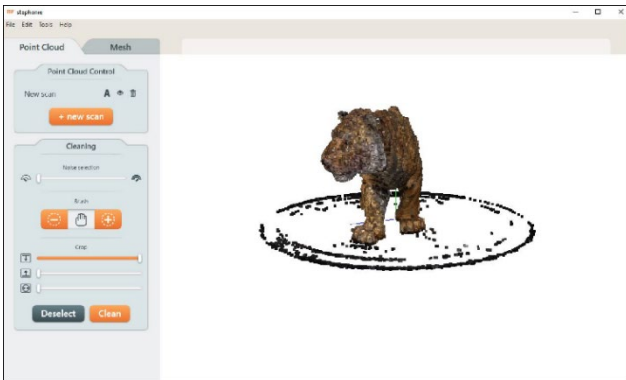 stephanie
File Edit Tools Help
Point Cloud
Mesh
Point Cloud Control
New scan A
+ new scan
Cleaning
Noise selection
Brush
Crop
Deselect
Clean